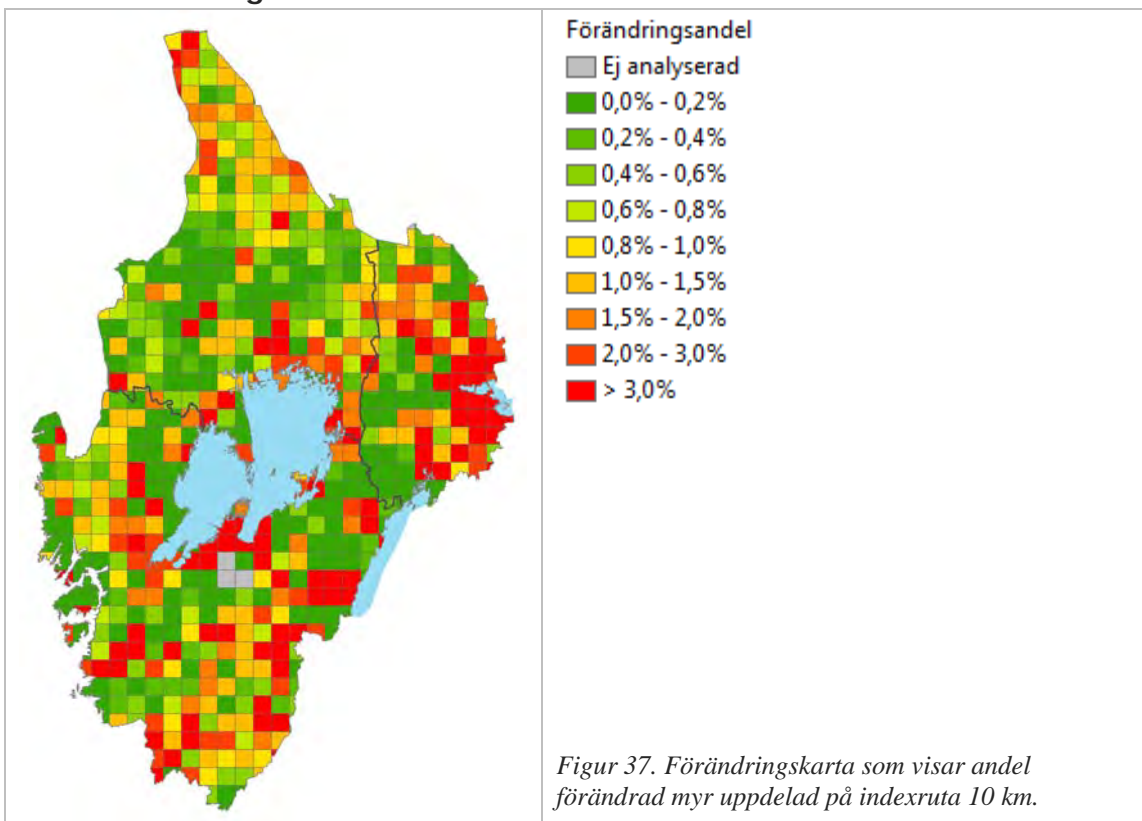 Förändringsandel
Ej analyserad
0,0% - 0,2%
0,2% - 0,4%
0,4% - 0,6%
0,6% - 0,8%
0,8% - 1,0%
1,0% - 1,5%
1,5% - 2,0%
2,0% - 3,0%
> 3,0%
Figur 37. Förändringskarta som visar andel
förändrad myr uppdelad på indexruta 10 km.